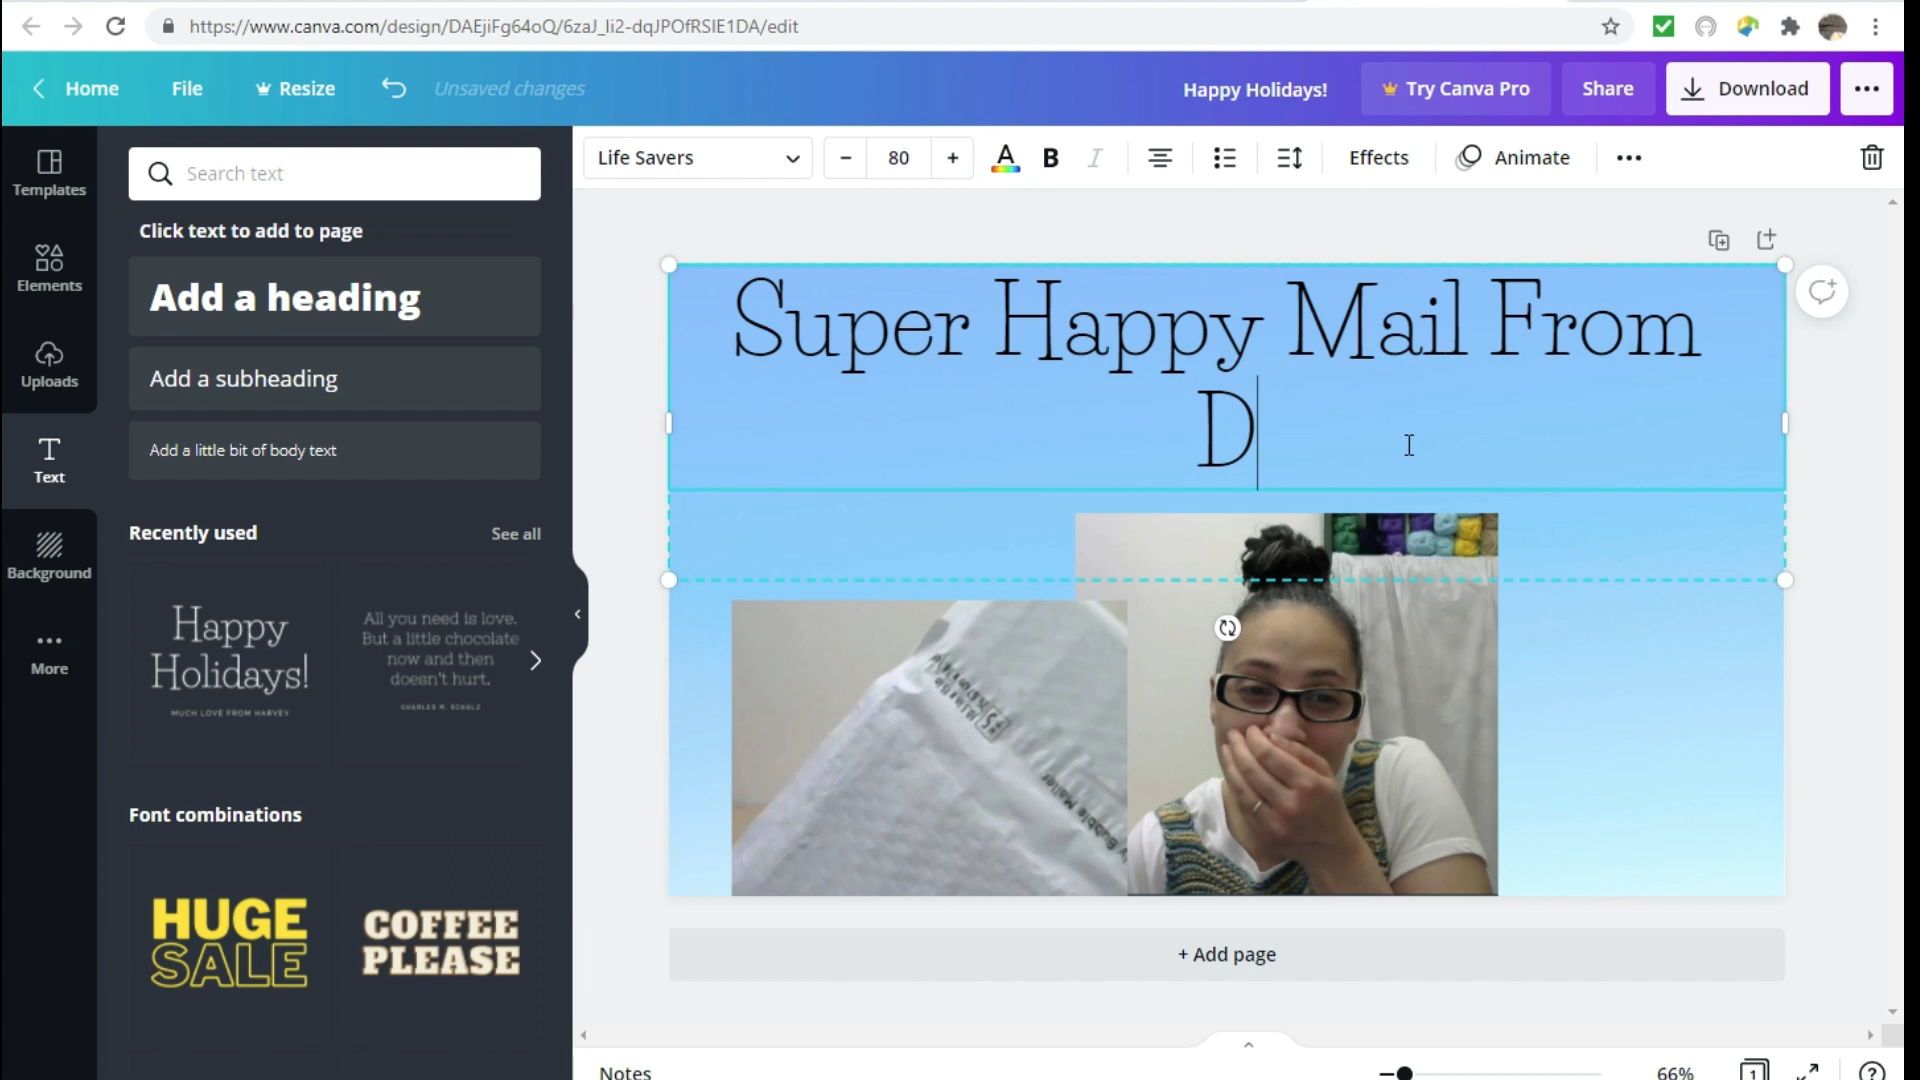 https://www.canva.com/design/DAEjiFg64oQ/6zaJ_Ii2-dqJPOfRSIE1DA/edit
Home
File
Resize
Unsaved changes
Happy Holidays!
Try Canva Pro
Share
Download
Templates
Elements
Uploads
Text
Background
More
Search text
Click text to add to page
Add a heading
Add a subheading
Add a little bit of body text
Recently used
See all
Happy
Holidays!
MUCH LOVE FROM HARVEY
All you need is love.
But a little chocolate
now and then
doesn't hurt.
CHARLES M. SCHULZ
Font combinations
HUGE
SALE
COFFEE
PLEASE
Life Savers
80
A
B
I
Effects
Animate
Super Happy Mail From
D
Bubble Mailer
+ Add page
Notes
66%
1